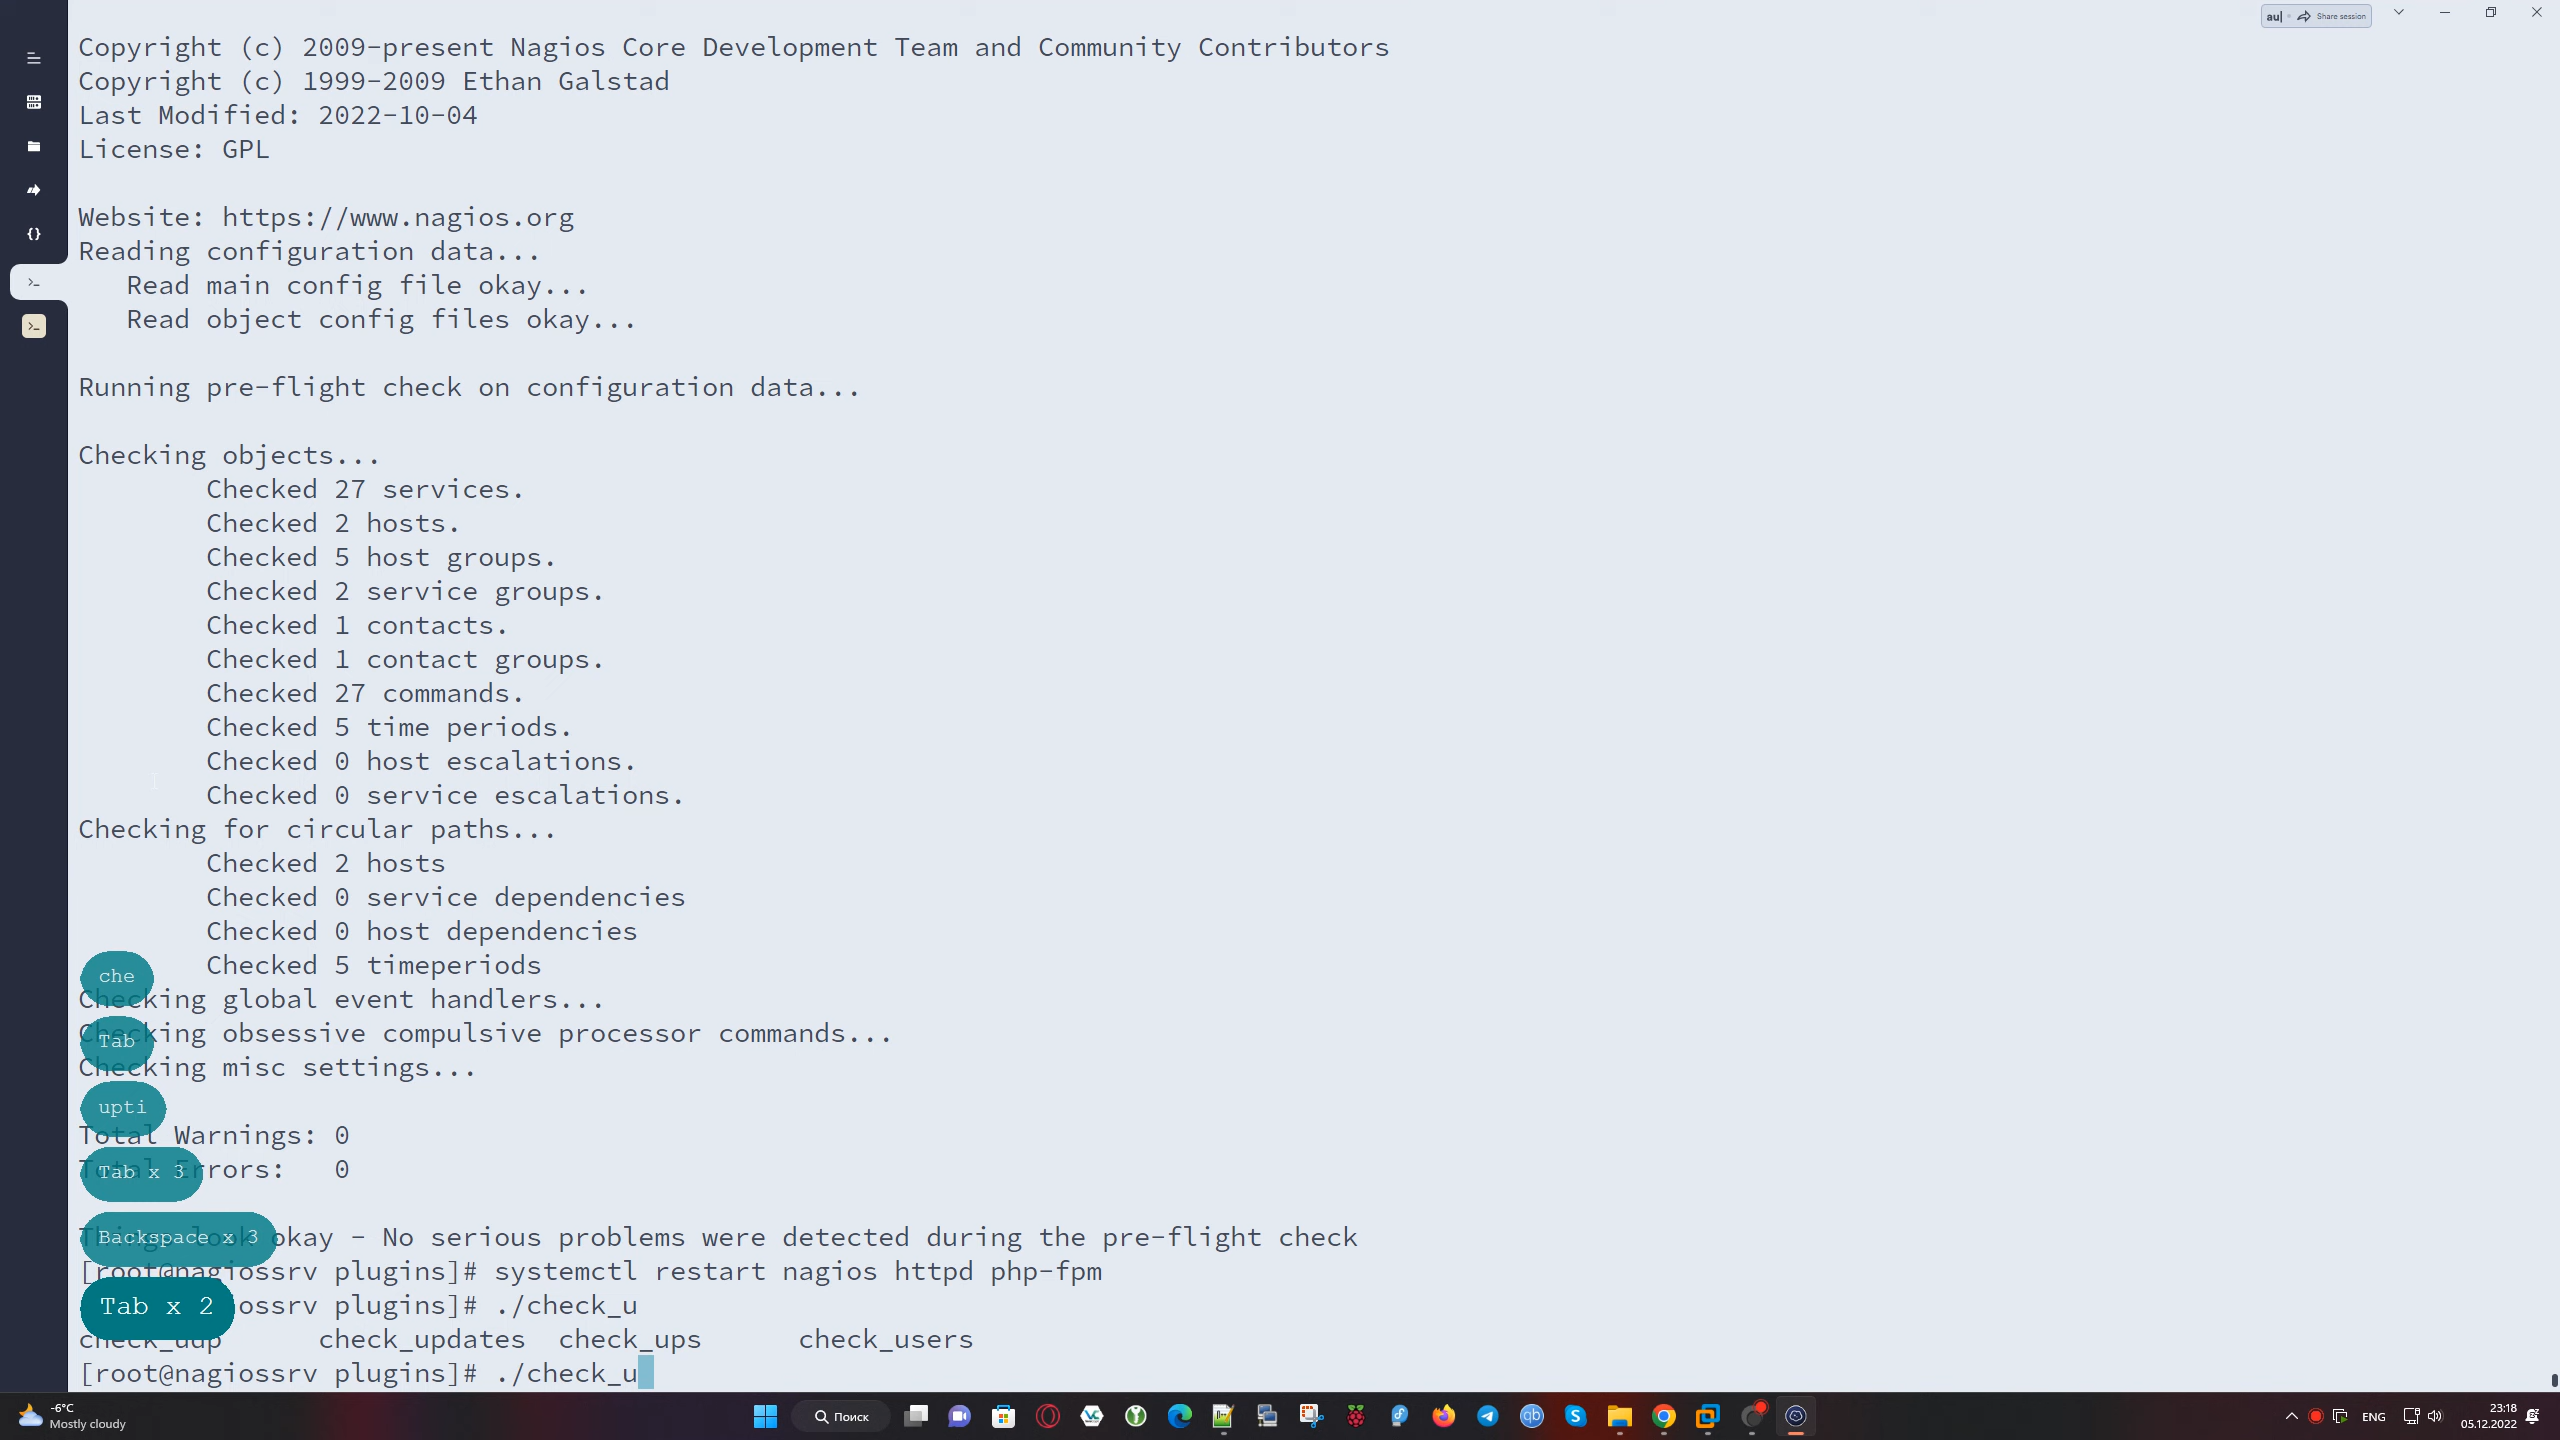 au| Share session
Copyright (c) 2009-present Nagios Core Development Team and Community Contributors
Copyright (c) 1999-2009 Ethan Galstad
Last Modified: 2022-10-04
License: GPL
Website: https://www.nagios.org
Reading configuration data...
Read main config file okay...
Read object config files okay...
Running pre-flight check on configuration data...
Checking objects...
Checked 27 services.
Checked 2 hosts.
Checked 5 host groups.
Checked 2 service groups.
Checked 1 contacts.
Checked 1 contact groups.
Checked 27 commands.
Checked 5 time periods.
Checked 0 host escalations.
Checked 0 service escalations.
Checking for circular paths...
Checked 2 hosts
Checked 0 service dependencies
Checked 0 host dependencies
Checked 5 timeperiods
che
Checking global event handlers...
Checking obsessive compulsive processor commands...
Tab
Checking misc settings...
upti
Total Warnings: 0
Total Errors: 0
Tab x 3
Things look okay - No serious problems were detected during the pre-flight check
Backspace x 3
[root@nagiossrv plugins]# systemctl restart nagios httpd php-fpm
[root@nagiossrv plugins]# ./check_u
Tab x 2
check_udp check_updates check_ups check_users
[root@nagiossrv plugins]# ./check_u
-6°C
Mostly cloudy
Поиск
ENG
23:18
05.12.2022